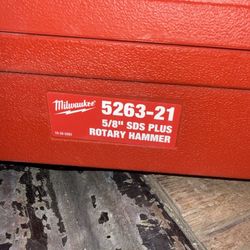 Milwaukee
5263-21
5/8" SDS PLUS
ROTARY HAMMER